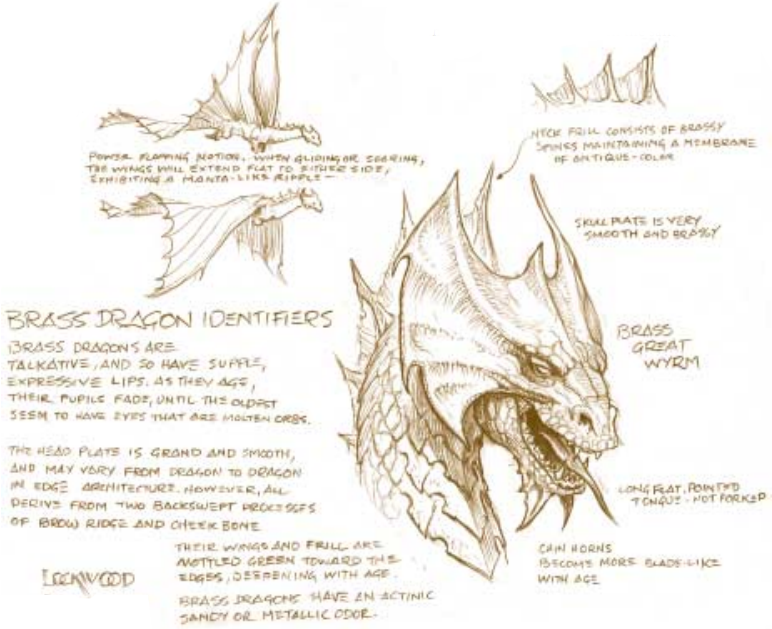 POWER FLAPPING MOTION. WHEN GLIDING OR SOARING,
THE WINGS WILL EXTEND FLAT TO EITHER SIDE,
EXHIBITING A MANTA-LIKE RIPPLE—
NECK FRILL CONSISTS OF BRASSY
SPINES MAINTAINING A MEMBRANE
OF ANTIQUE-COLOR
SKULL PLATE IS VERY
SMOOTH AND BRASSY
BRASS DRAGON IDENTIFIERS
BRASS DRAGONS ARE
TALKATIVE, AND SO HAVE SUPPLE,
EXPRESSIVE LIPS. AS THEY AGE,
THEIR PUPILS FADE, UNTIL THE OLDEST
SEEM TO HAVE EYES THAT ARE MOLTEN ORBS.
BRASS
GREAT
WYRM
THE HEAD PLATE IS GRAND AND SMOOTH,
AND MAY VARY FROM DRAGON TO DRAGON
IN EDGE ARCHITECTURE. HOWEVER, ALL
DERIVE FROM TWO BACKSWEPT PROCESSES
OF BROW RIDGE AND CHEEK BONE
LONG FLAT, POINTED
TONGUE - NOT FORKED
THEIR WINGS AND FRILL ARE
MOTTLED GREEN TOWARD THE
EDGES, DEEPENING WITH AGE.
CHIN HORNS
BECOME MORE BLADE-LIKE
WITH AGE
LOCKWOOD
BRASS DRAGONS HAVE AN ACTINIC
SANDY OR METALLIC ODOR.